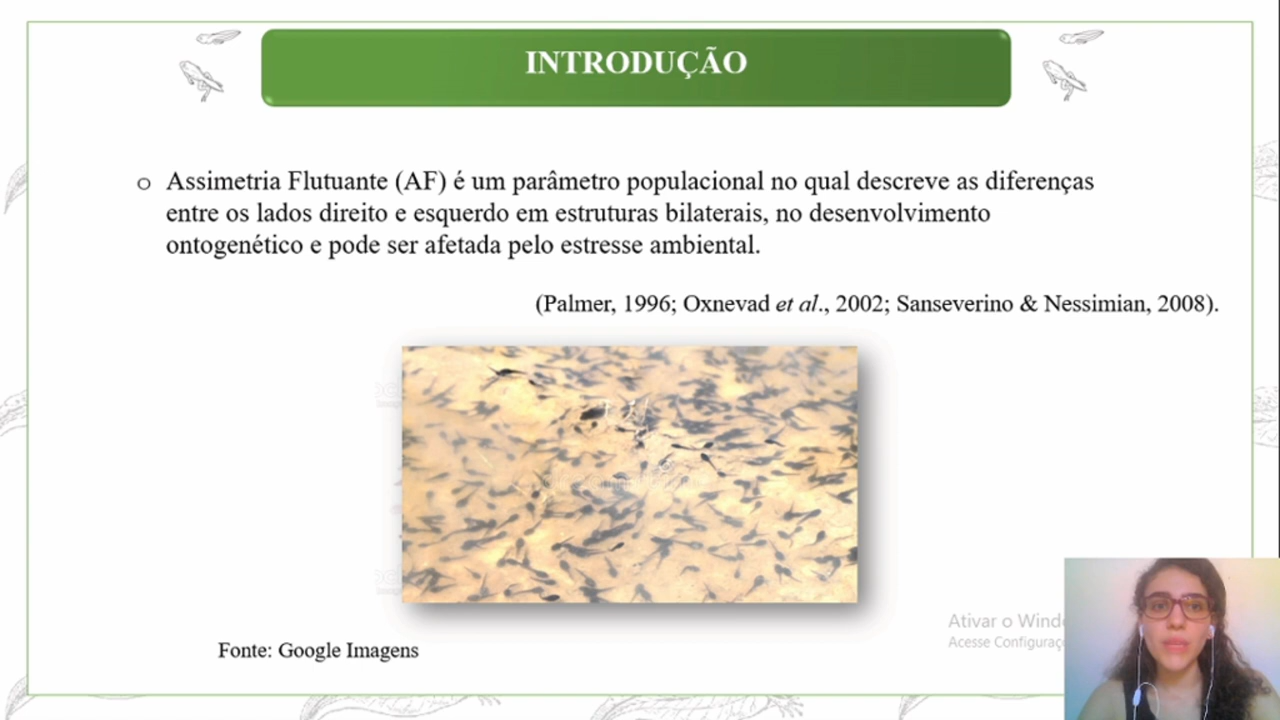 INTRODUÇÃO
o Assimetria Flutuante (AF) é um parâmetro populacional no qual descreve as diferenças
entre os lados direito e esquerdo em estruturas bilaterais, no desenvolvimento
ontogenético e pode ser afetada pelo estresse ambiental.
(Palmer, 1996; Oxnevad et al., 2002; Sanseverino & Nessimian, 2008).
Fonte: Google Imagens
Ativar o
Acesse